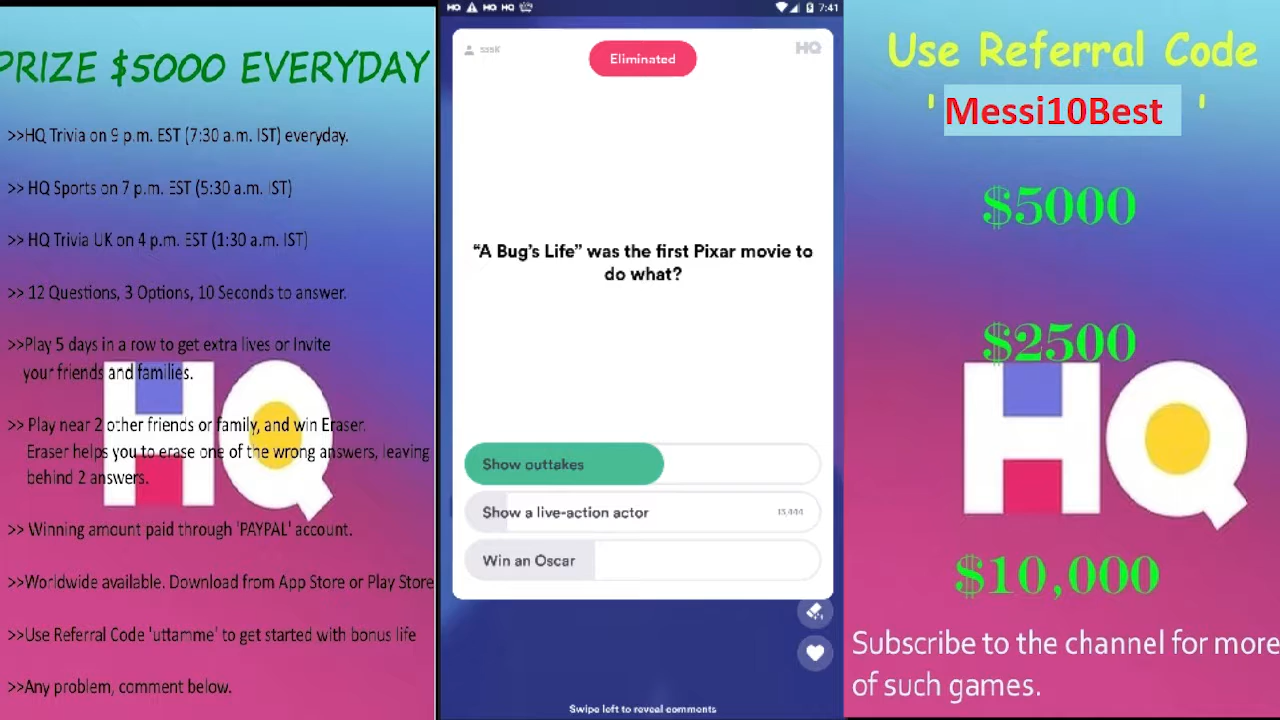 PRIZE $5000 EVERYDAY
>>HQ Trivia on 9 p.m. EST (7:30 a.m. IST) everyday.
>> HQ Sports on 7 p.m. EST (5:30 a.m. IST)
>> HQ Trivia UK on 4 p.m. EST (1:30 a.m. IST)
>> 12 Questions, 3 Options, 10 Seconds to answer.
>>Play 5 days in a row to get extra lives or Invite
your friends and families.
>> Play near 2 other friends or family, and win Eraser.
Eraser helps you to erase one of the wrong answers, leaving
behind 2 answers.
>> Winning amount paid through 'PAYPAL' account.
>>Worldwide available. Download from App Store or Play Store
>>Use Referral Code 'uttamme' to get started with bonus life
>>Any problem, comment below.
HQ
HQ HQ HQ 7:41
Eliminated
HQ
“A Bug’s Life” was the first Pixar movie to
do what?
Show outtakes
Show a live-action actor
Win an Oscar
Swipe left to reveal comments
Use Referral Code
' Messi10Best '
$5000
$2500
HQ
$10,000
Subscribe to the channel for more
of such games.